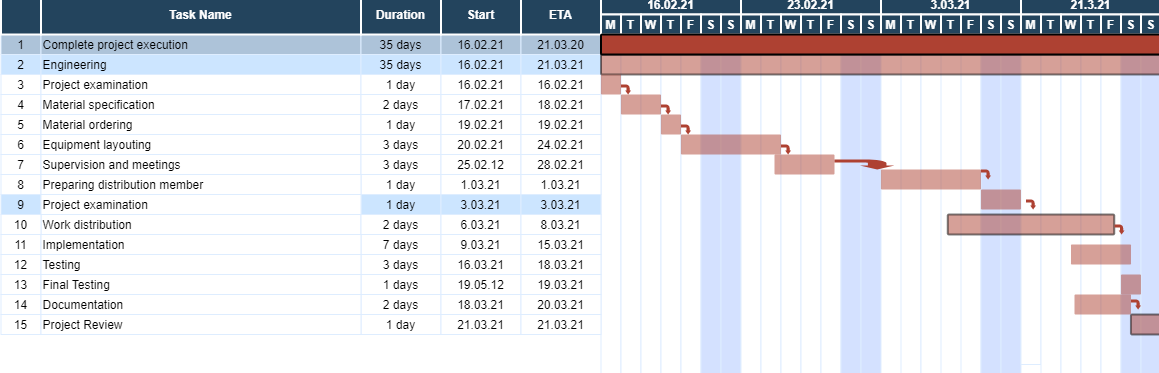 16.02.21 23.02.21 3.03.21 21.3.21
Task Name Duration Start ETA
M T W T F S S M T W T F S S M T W T F S S M T W T F S S
1 Complete project execution 35 days 16.02.21 21.03.20
2 Engineering 35 days 16.02.21 21.03.21
3 Project examination 1 day 16.02.21 16.02.21
4 Material specification 2 days 17.02.21 18.02.21
5 Material ordering 1 day 19.02.21 19.02.21
6 Equipment layouting 3 days 20.02.21 24.02.21
7 Supervision and meetings 3 days 25.02.12 28.02.21
8 Preparing distribution member 1 day 1.03.21 1.03.21
9 Project examination 1 day 3.03.21 3.03.21
10 Work distribution 2 days 6.03.21 8.03.21
11 Implementation 7 days 9.03.21 15.03.21
12 Testing 3 days 16.03.21 18.03.21
13 Final Testing 1 days 19.05.12 19.03.21
14 Documentation 2 days 18.03.21 20.03.21
15 Project Review 1 day 21.03.21 21.03.21